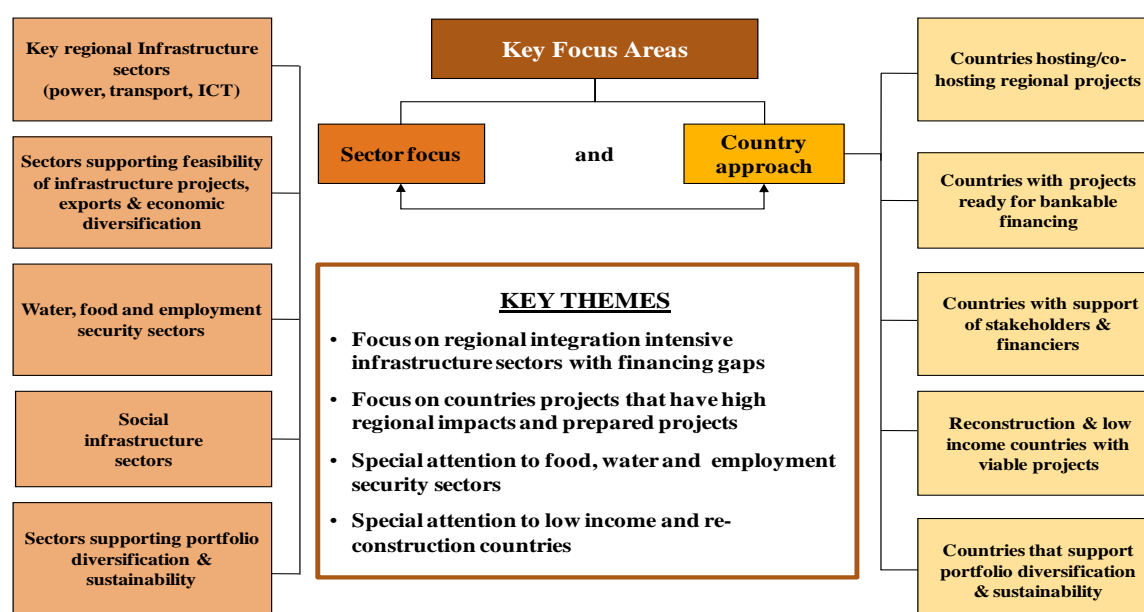 Key Focus Areas
Sector focus
and
Country
approach
Key regional Infrastructure
sectors
(power, transport, ICT)
Sectors supporting feasibility
of infrastructure projects,
exports & economic
diversification
Water, food and employment
security sectors
Social
infrastructure
sectors
Sectors supporting portfolio
diversification &
sustainability
KEY THEMES
• Focus on regional integration intensive
infrastructure sectors with financing gaps
• Focus on countries projects that have high
regional impacts and prepared projects
• Special attention to food, water and employment
security sectors
• Special attention to low income and re-
construction countries
Countries hosting/co-
hosting regional projects
Countries with projects
ready for bankable
financing
Countries with support
of stakeholders &
financiers
Reconstruction & low
income countries with
viable projects
Countries that support
portfolio diversification
& sustainability